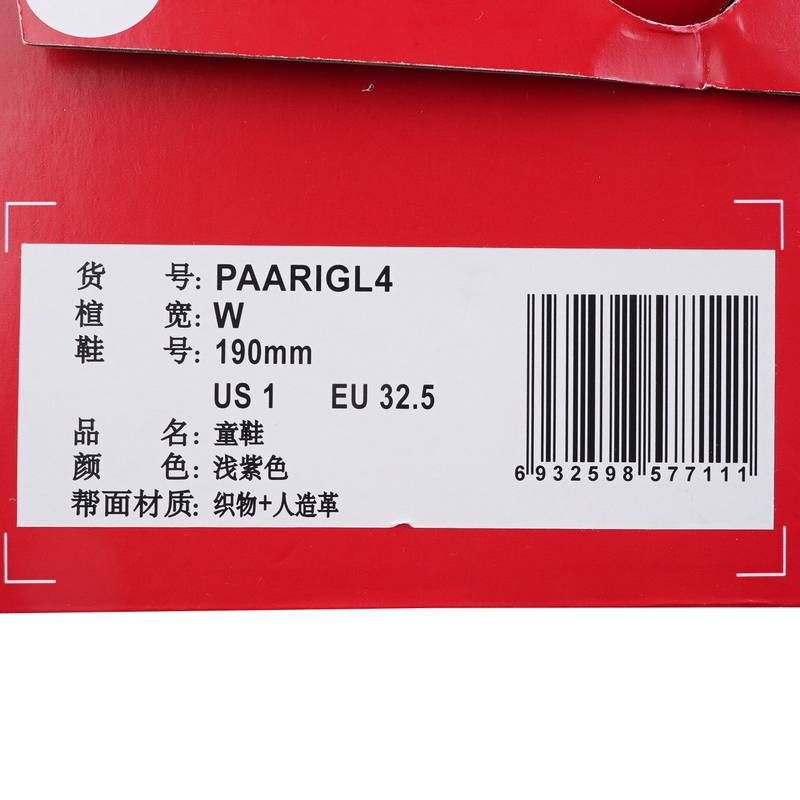 货 号: PAARIGL4
楦 宽: W
鞋 号: 190mm
US 1 EU 32.5
品 名: 童鞋
颜 色: 浅紫色
帮面材质: 织物+人造革
6932598577111